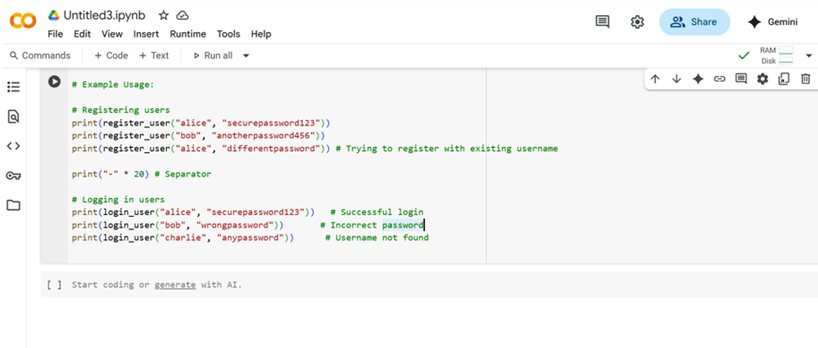 Untitled3.ipynb
File Edit View Insert Runtime Tools Help
Share
Gemini
Commands + Code + Text Run all
RAM
Disk
# Example Usage:
# Registering users
print(register_user("alice", "securepassword123"))
print(register_user("bob", "anotherpassword456"))
print(register_user("alice", "differentpassword")) # Trying to register with existing username
print("-" * 20) # Separator
# Logging in users
print(login_user("alice", "securepassword123")) # Successful login
print(login_user("bob", "wrongpassword")) # Incorrect password
print(login_user("charlie", "anypassword")) # Username not found
[ ] Start coding or generate with AI.